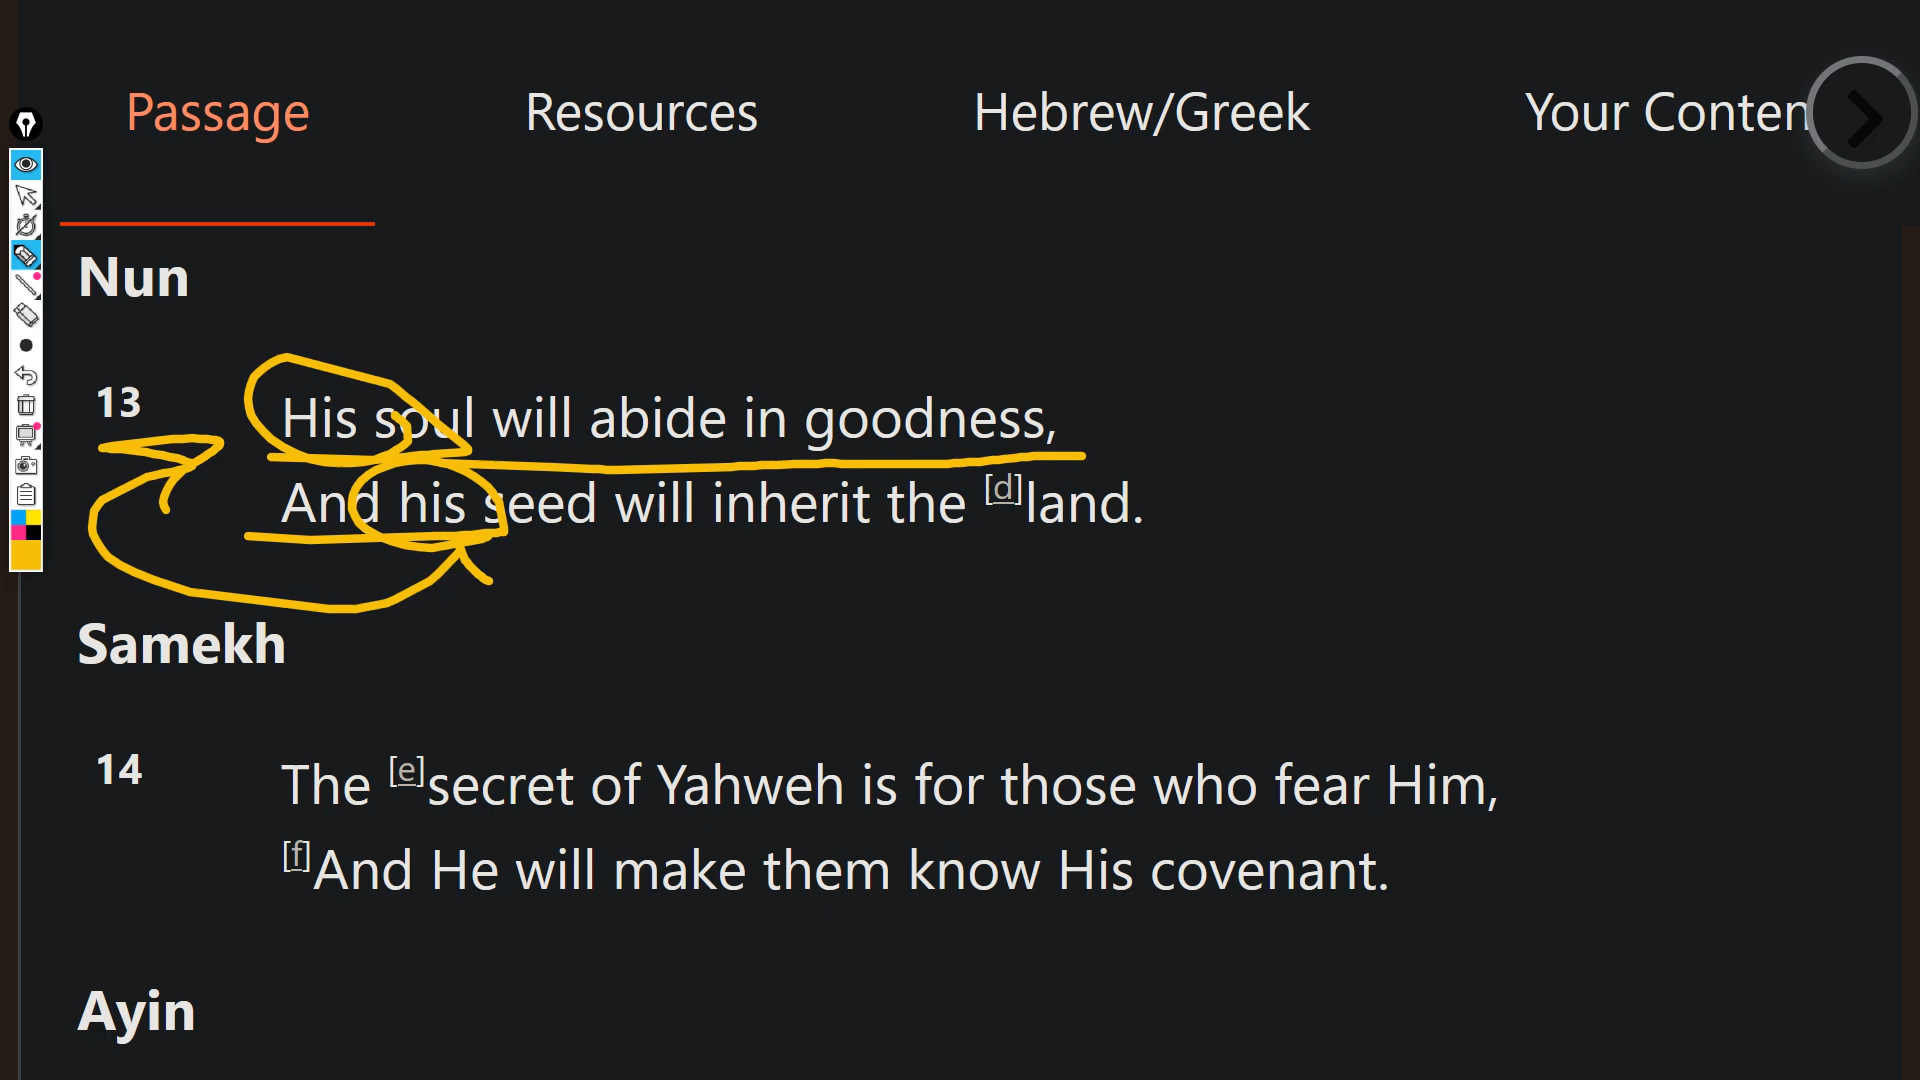 Passage Resources Hebrew/Greek Your Conten
Nun
13 His soul will abide in goodness,
And his seed will inherit the [d]land.
Samekh
14 The [e]secret of Yahweh is for those who fear Him,
[f]And He will make them know His covenant.
Ayin